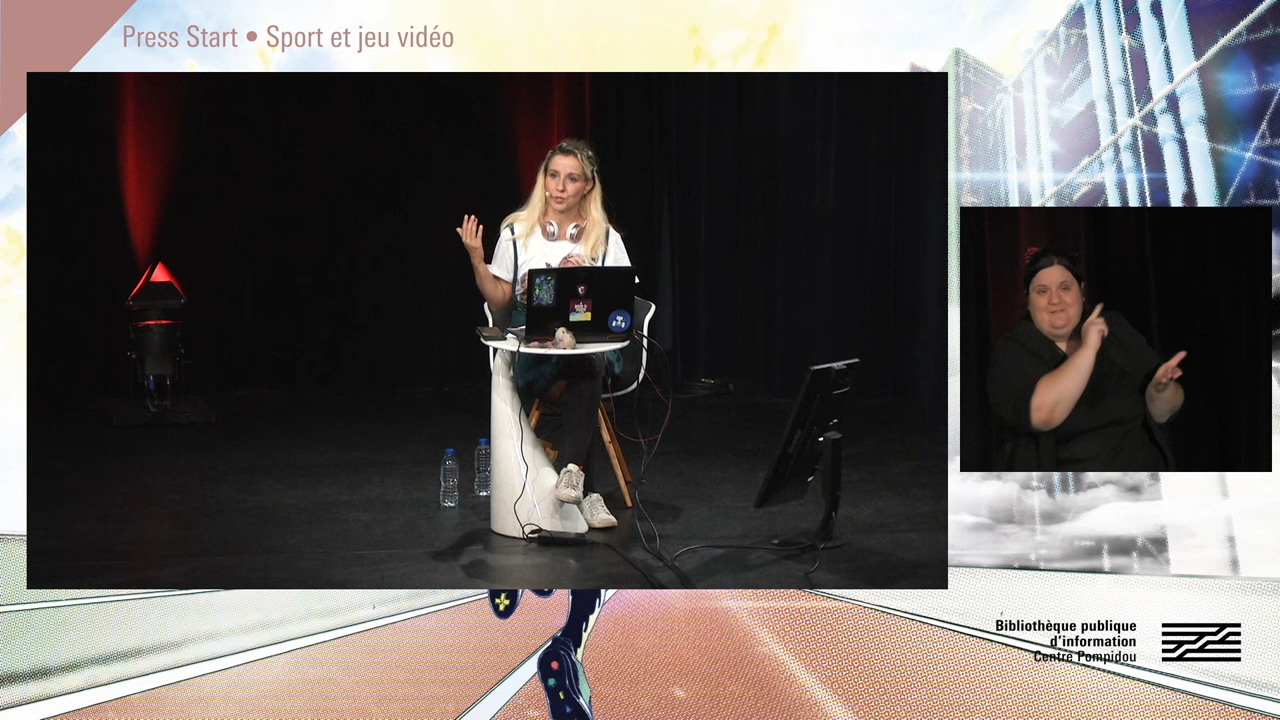 Press Start • Sport et jeu vidéo
Bibliothèque publique
d'information
Centre Pompidou